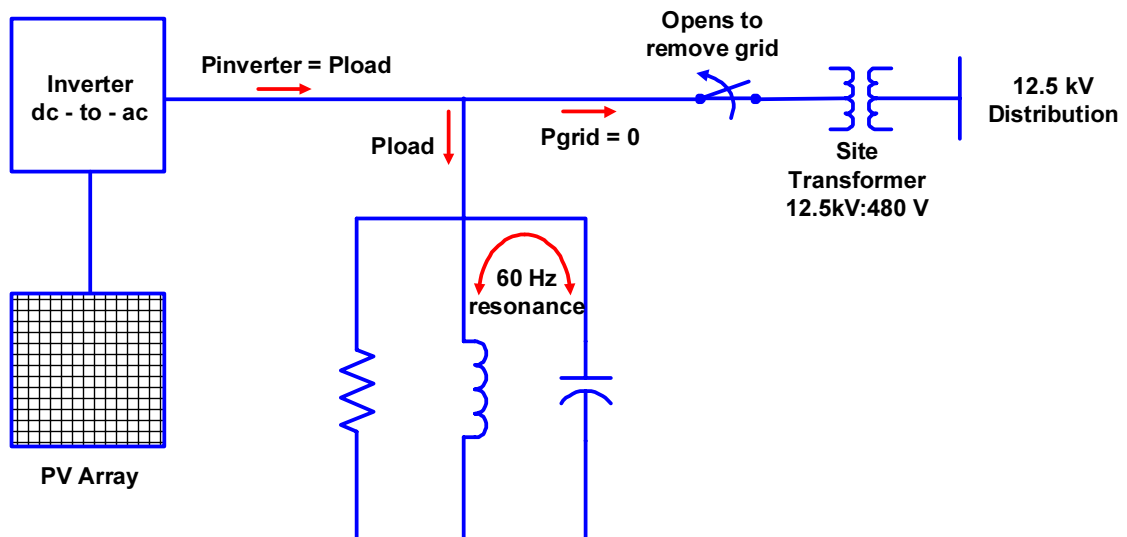 Opens to
remove grid
Pinverter = Pload
Inverter
dc - to - ac
12.5 kV
Distribution
Pload
Pgrid = 0
Site
Transformer
12.5kV:480 V
60 Hz
resonance
PV Array